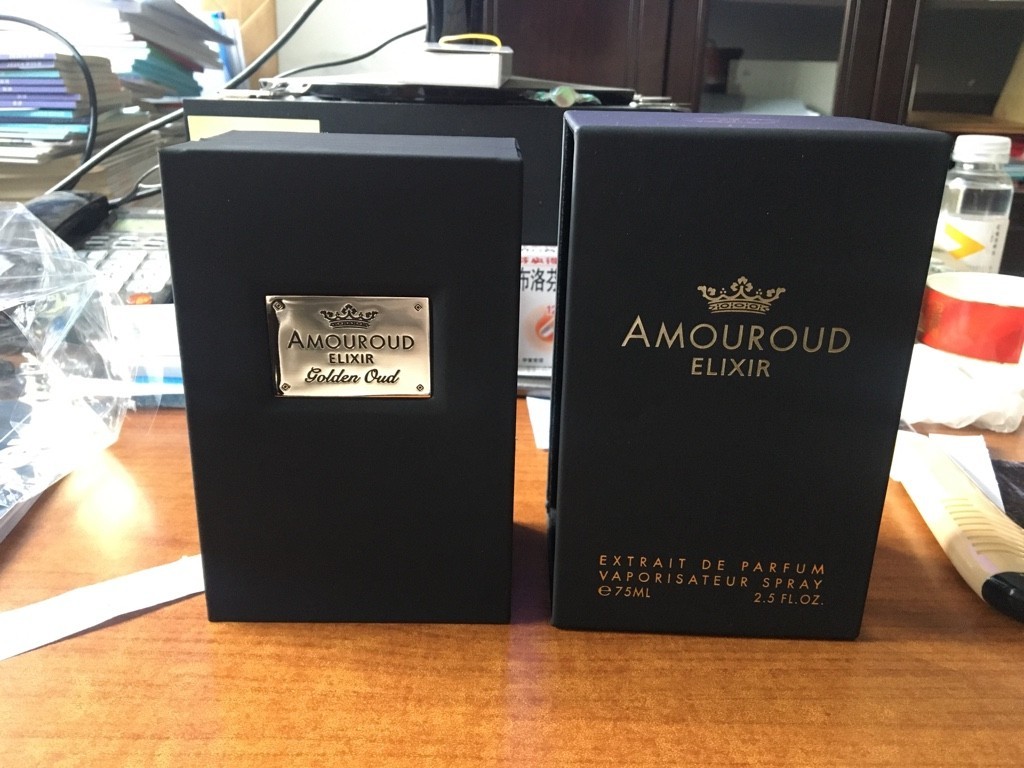 AMOUROUD
ELIXIR
Golden Oud
布洛芬
AMOUROUD
ELIXIR
EXTRAIT DE PARFUM
VAPORISATEUR SPRAY
℮75ML 2.5 FL.OZ.